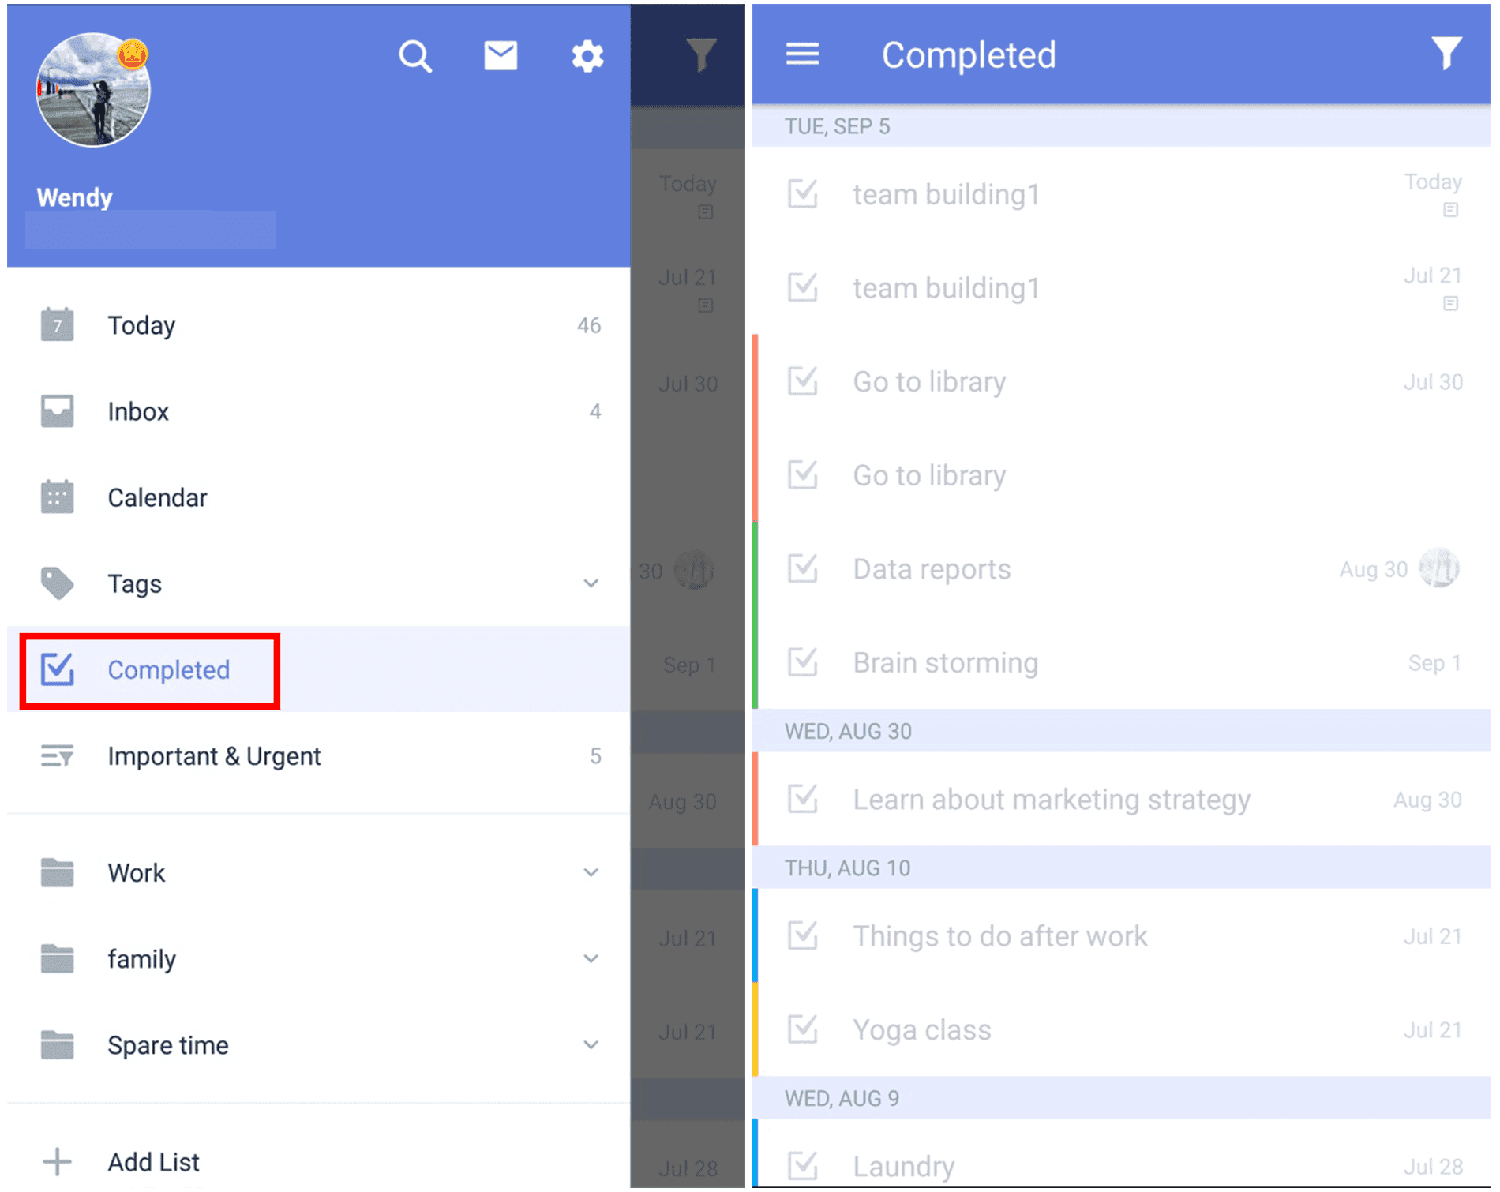 Wendy
7
Today 46
Inbox 4
Calendar
Tags
Completed
Important & Urgent 5
Work
family
Spare time
Add List
Today
Jul 21
Jul 30
30
Sep 1
Aug 30
Jul 21
Jul 21
Jul 28
Completed
TUE, SEP 5
team building1 Today
team building1 Jul 21
Go to library Jul 30
Go to library
Data reports Aug 30
Brain storming Sep 1
WED, AUG 30
Learn about marketing strategy Aug 30
THU, AUG 10
Things to do after work Jul 21
Yoga class Jul 21
WED, AUG 9
Laundry Jul 28